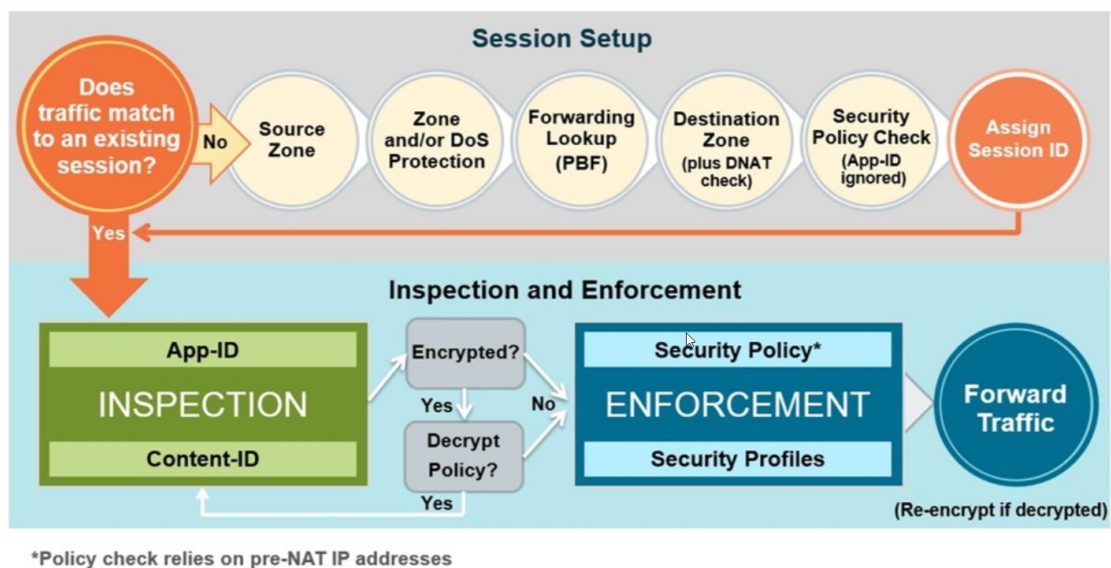 Session Setup
Does
traffic match
to an existing
session?
No
Source
Zone
Zone
and/or DoS
Protection
Forwarding
Lookup
(PBF)
Destination
Zone
(plus DNAT
check)
Security
Policy Check
(App-ID
ignored)
Assign
Session ID
Yes
Inspection and Enforcement
App-ID
INSPECTION
Content-ID
Encrypted?
Yes
No
Decrypt
Policy?
Yes
Security Policy*
ENFORCEMENT
Security Profiles
Forward
Traffic
(Re-encrypt if decrypted)
*Policy check relies on pre-NAT IP addresses